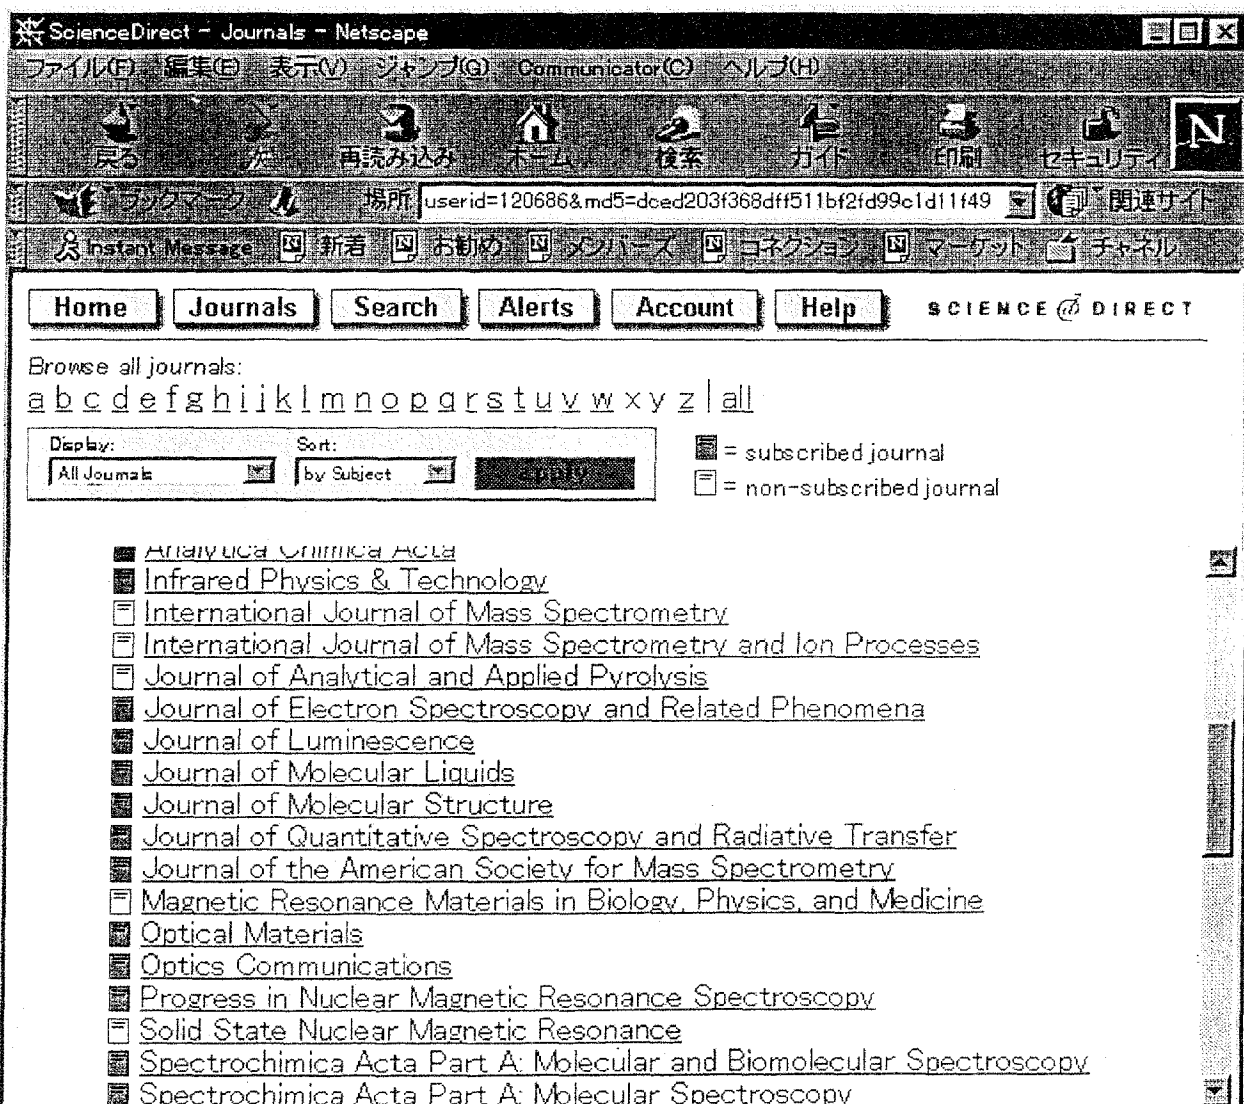 ScienceDirect - Journals - Netscape
ファイル(F) 編集(E) 表示(V) ジャンプ(G) Communicator(C) ヘルプ(H)
戻る 次 再読み込み ホーム 検索 ガイド 印刷 セキュリティ
N
ブックマーク 場所 userid=120686&md5=dced203f368dff511bf2fd99c1d11f49 関連サイト
Instant Message 新着 お勧め メンバーズ コネクション マーケット チャネル
Home Journals Search Alerts Account Help SCIENCE @ DIRECT
Browse all journals:
a b c d e f g h i j k l m n o p q r s t u v w x y z | all
Display: Sort:
All Journals by Subject apply
= subscribed journal
= non-subscribed journal
Analytica Chimica Acta
Infrared Physics & Technology
International Journal of Mass Spectrometry
International Journal of Mass Spectrometry and Ion Processes
Journal of Analytical and Applied Pyrolysis
Journal of Electron Spectroscopy and Related Phenomena
Journal of Luminescence
Journal of Molecular Liquids
Journal of Molecular Structure
Journal of Quantitative Spectroscopy and Radiative Transfer
Journal of the American Society for Mass Spectrometry
Magnetic Resonance Materials in Biology, Physics, and Medicine
Optical Materials
Optics Communications
Progress in Nuclear Magnetic Resonance Spectroscopy
Solid State Nuclear Magnetic Resonance
Spectrochimica Acta Part A: Molecular and Biomolecular Spectroscopy
Spectrochimica Acta Part A: Molecular Spectroscopy